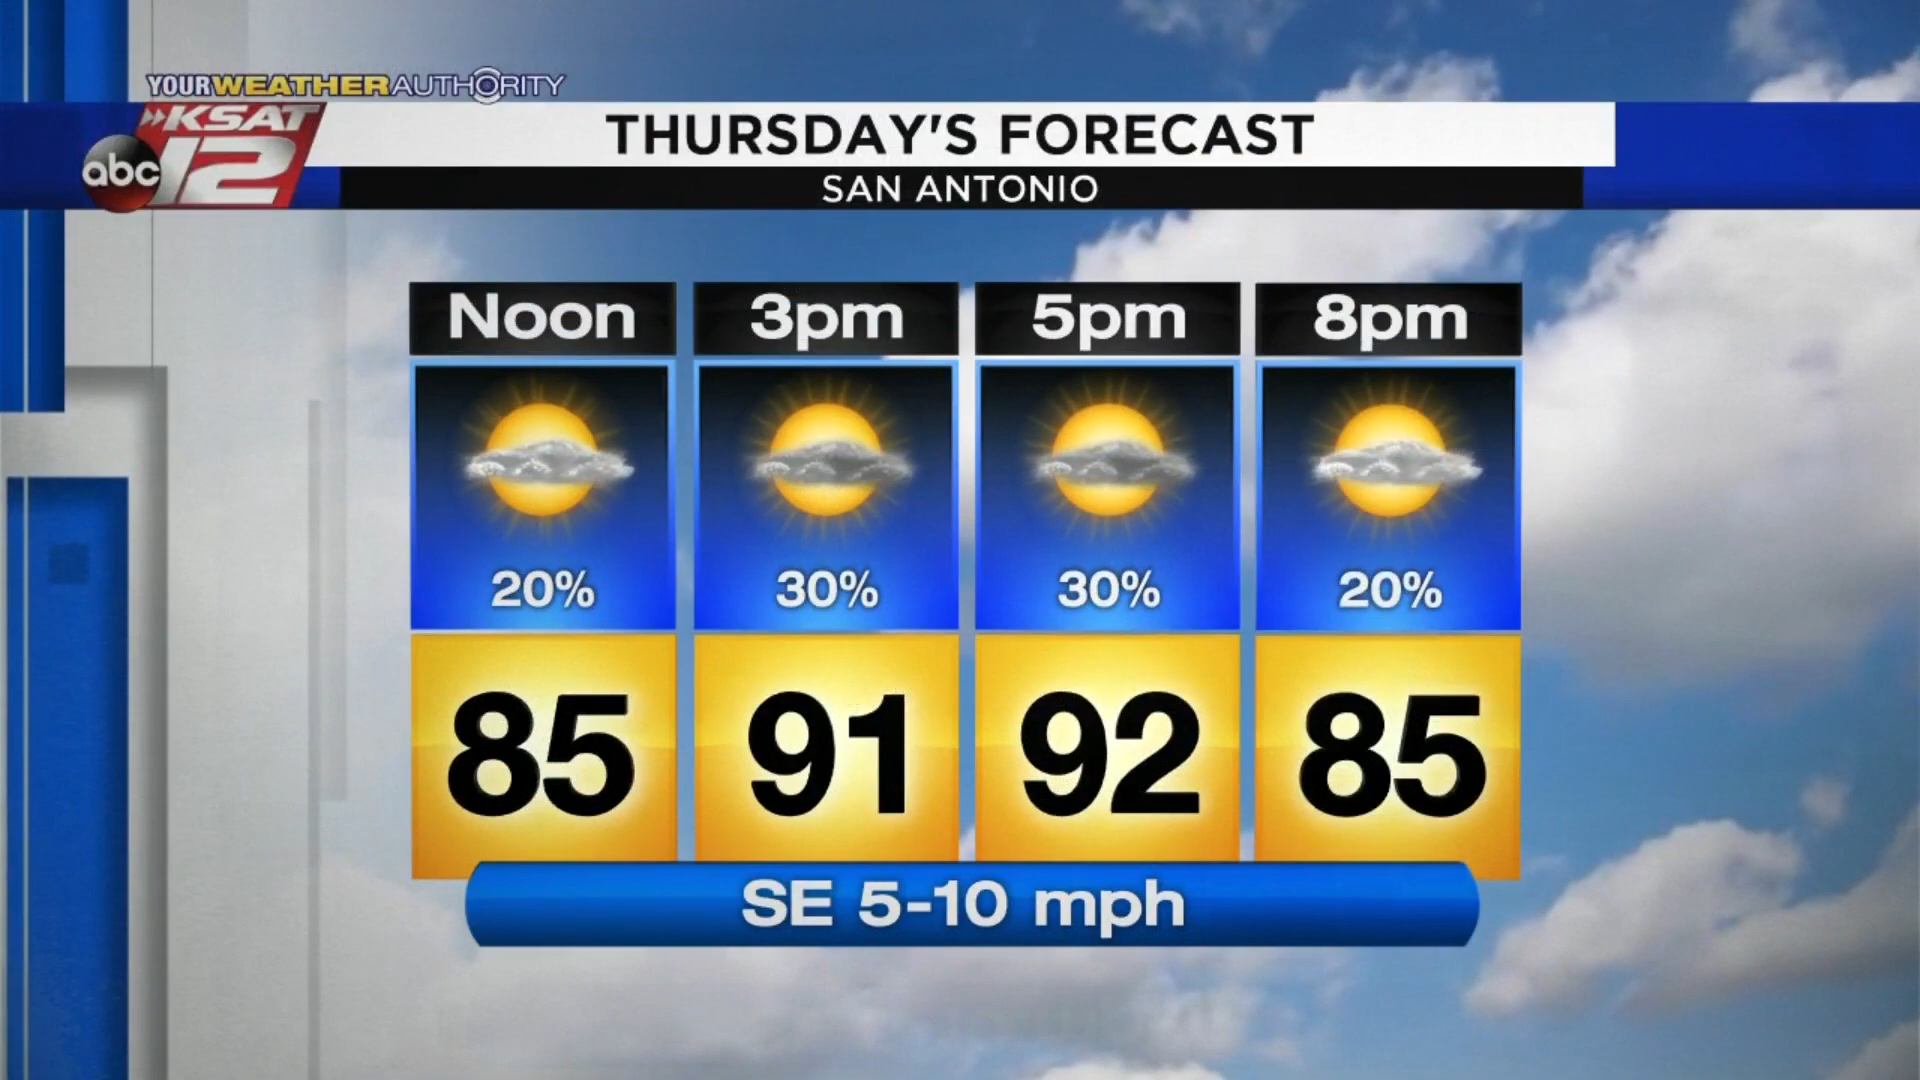 YOURWEATHERAUTHORITY
KSAT
abc 12
THURSDAY'S FORECAST
SAN ANTONIO
Noon 3pm 5pm 8pm
20% 30% 30% 20%
85 91 92 85
SE 5-10 mph